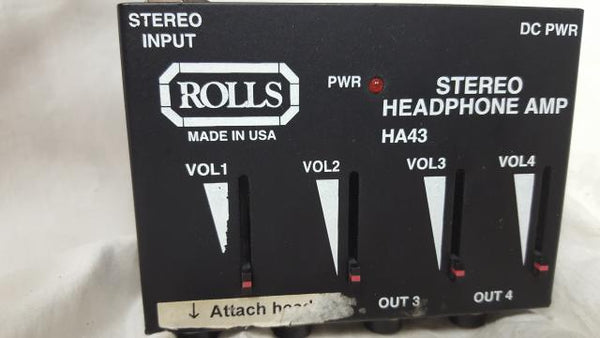 STEREO
INPUT
DC PWR
ROLLS
MADE IN USA
PWR
STEREO
HEADPHONE AMP
HA43
VOL1
VOL2
VOL3
VOL4
↓ Attach
OUT 3
OUT 4